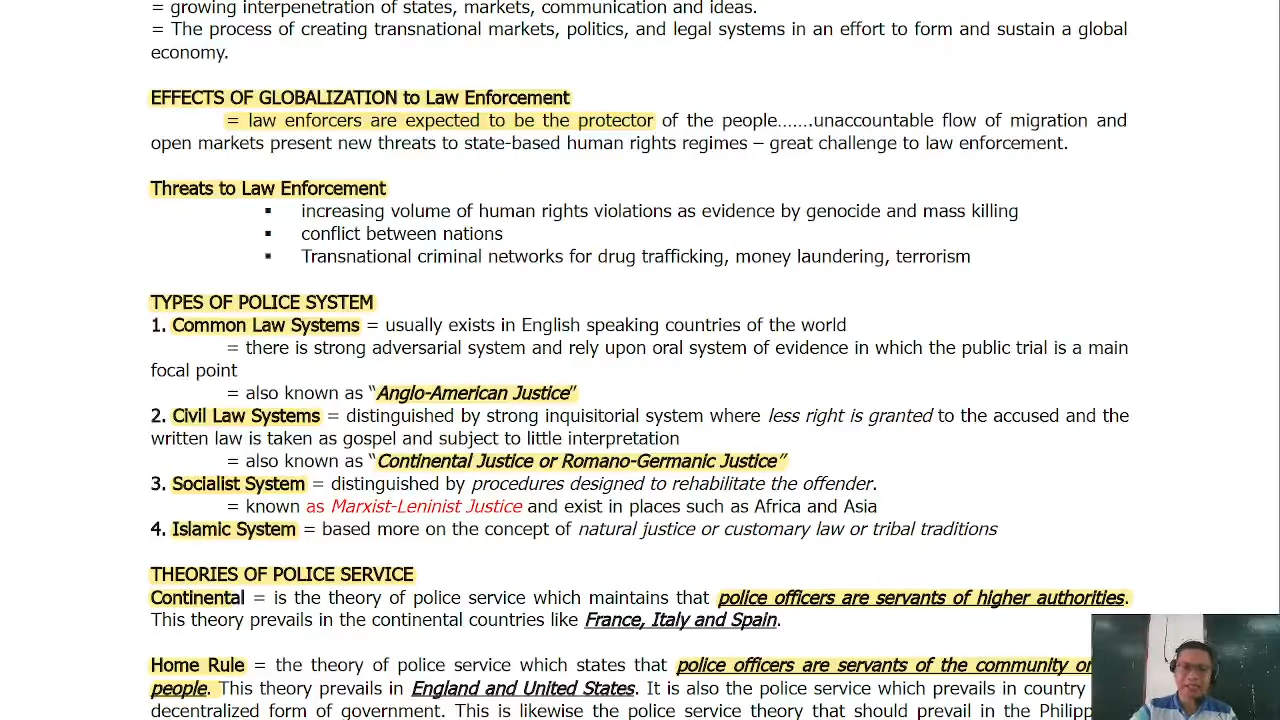 = growing interpenetration of states, markets, communication and ideas.
= The process of creating transnational markets, politics, and legal systems in an effort to form and sustain a global
economy.
EFFECTS OF GLOBALIZATION to Law Enforcement
= law enforcers are expected to be the protector of the people…….unaccountable flow of migration and
open markets present new threats to state-based human rights regimes – great challenge to law enforcement.
Threats to Law Enforcement
▪ increasing volume of human rights violations as evidence by genocide and mass killing
▪ conflict between nations
▪ Transnational criminal networks for drug trafficking, money laundering, terrorism
TYPES OF POLICE SYSTEM
1. Common Law Systems = usually exists in English speaking countries of the world
= there is strong adversarial system and rely upon oral system of evidence in which the public trial is a main
focal point
= also known as “Anglo-American Justice”
2. Civil Law Systems = distinguished by strong inquisitorial system where less right is granted to the accused and the
written law is taken as gospel and subject to little interpretation
= also known as “Continental Justice or Romano-Germanic Justice”
3. Socialist System = distinguished by procedures designed to rehabilitate the offender.
= known as Marxist-Leninist Justice and exist in places such as Africa and Asia
4. Islamic System = based more on the concept of natural justice or customary law or tribal traditions
THEORIES OF POLICE SERVICE
Continental = is the theory of police service which maintains that police officers are servants of higher authorities.
This theory prevails in the continental countries like France, Italy and Spain.
Home Rule = the theory of police service which states that police officers are servants of the community or
people. This theory prevails in England and United States. It is also the police service which prevails in country
decentralized form of government. This is likewise the police service theory that should prevail in the